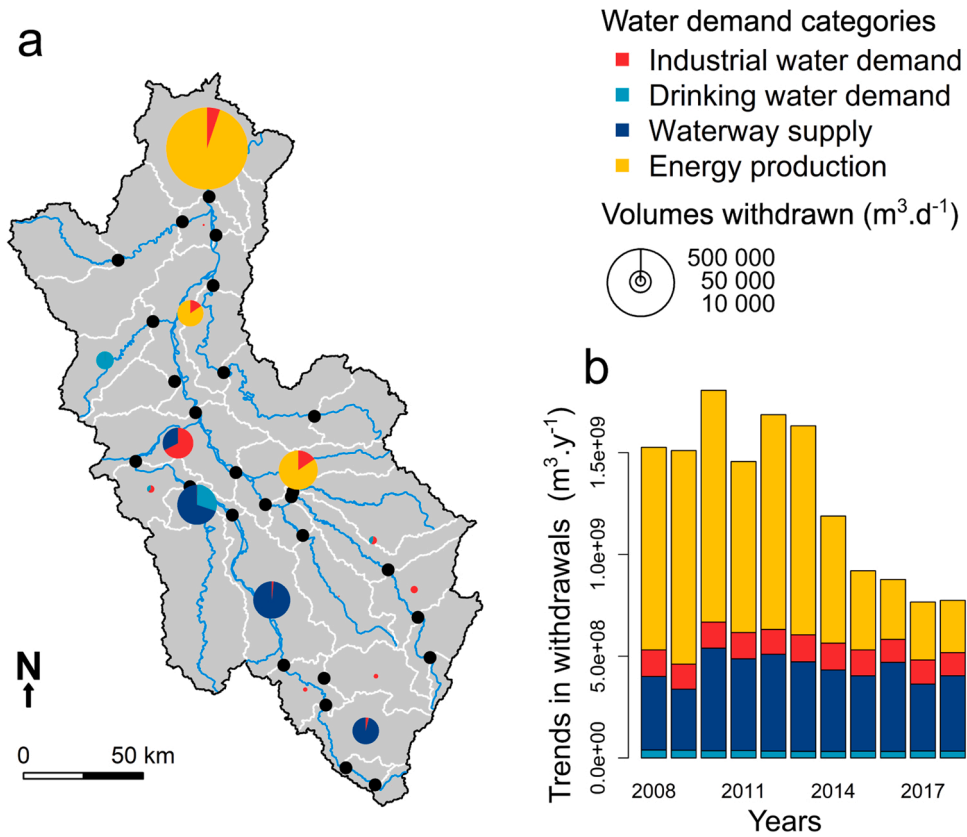 a
Water demand categories
Industrial water demand
Drinking water demand
Waterway supply
Energy production
Volumes withdrawn (m³.d⁻¹)
500 000
50 000
10 000
N
0 50 km
b
Trends in withdrawals (m³.y⁻¹)
1.5e+09
1.0e+09
5.0e+08
0.0e+00
2008 2011 2014 2017
Years